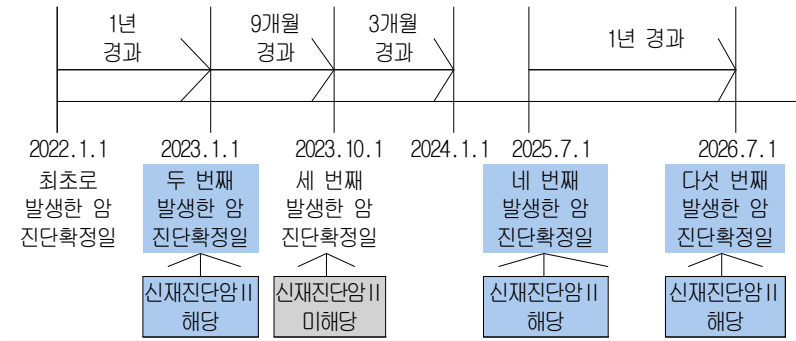 1년
경과
9개월
경과
3개월
경과
1년 경과
2022.1.1
최초로
발생한 암
진단확정일
2023.1.1
두 번째
발생한 암
진단확정일
2023.10.1
세 번째
발생한 암
진단확정일
2024.1.1
2025.7.1
네 번째
발생한 암
진단확정일
2026.7.1
다섯 번째
발생한 암
진단확정일
신재진단암Ⅱ
해당
신재진단암Ⅱ
미해당
신재진단암Ⅱ
해당
신재진단암Ⅱ
해당